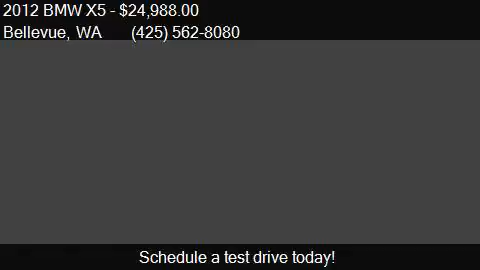 2012 BMW X5 - $24,988.00
Bellevue, WA (425) 562-8080
Schedule a test drive today!